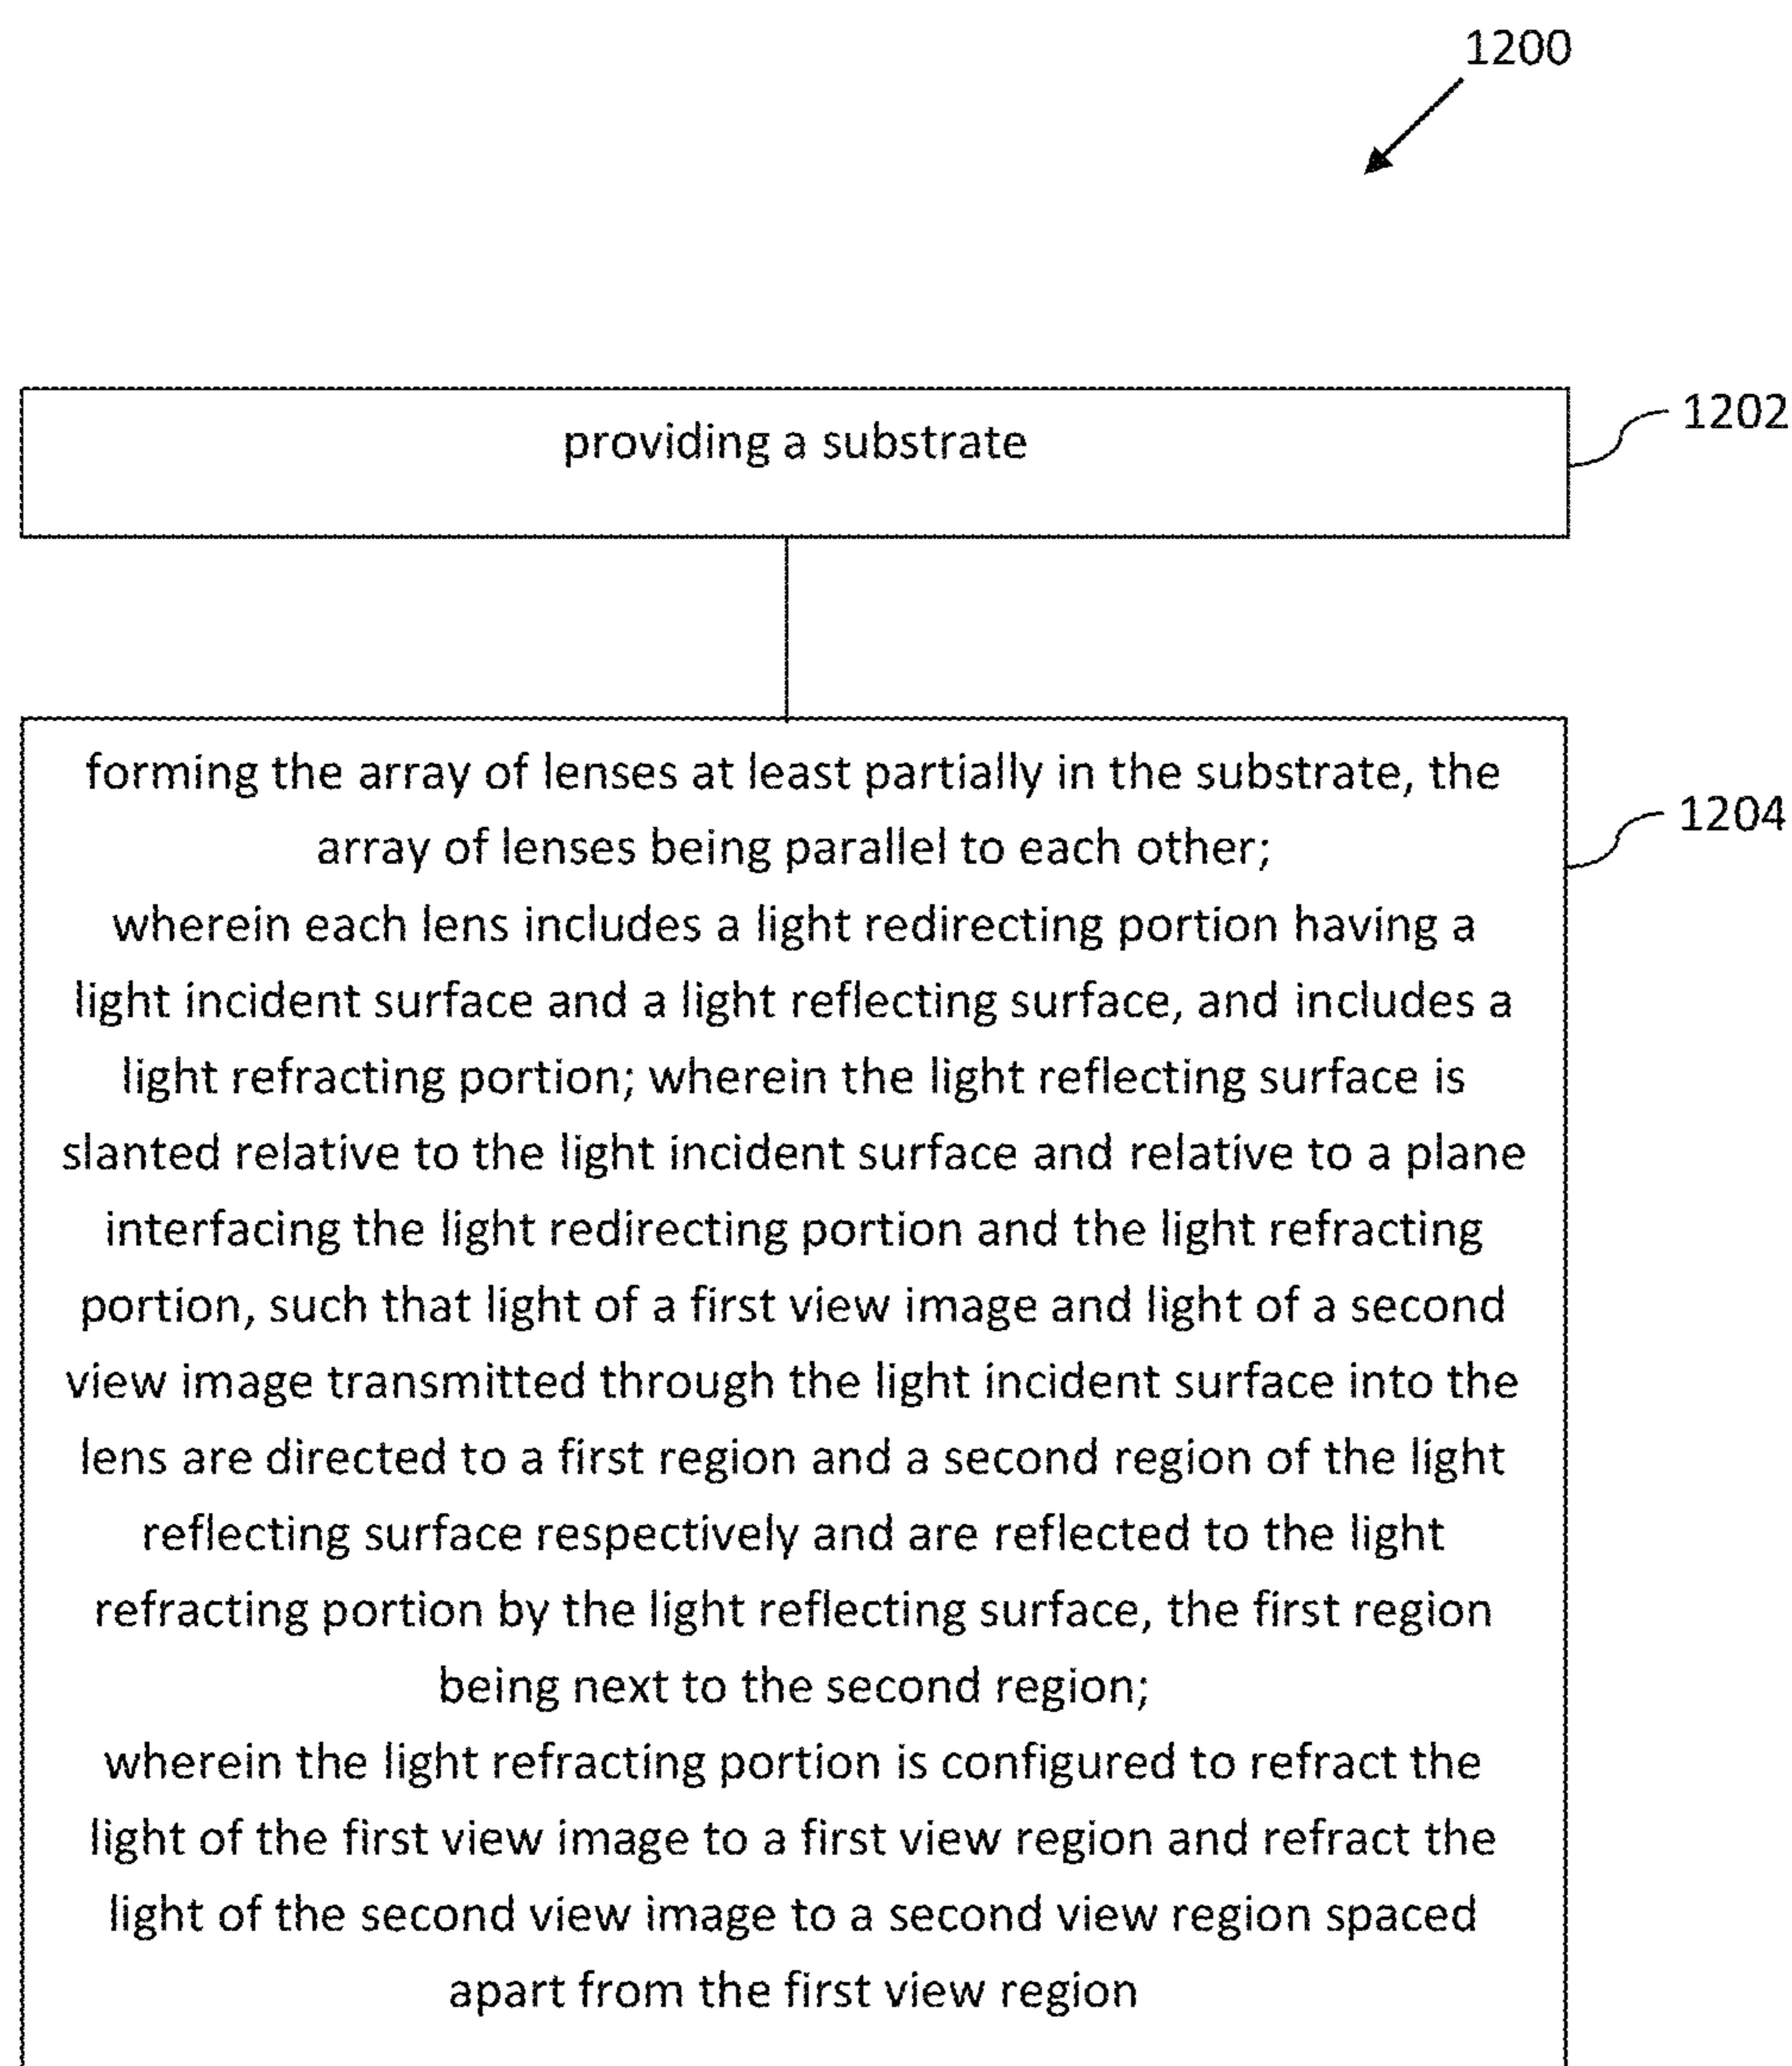 1200
providing a substrate
1202
forming the array of lenses at least partially in the substrate, the
array of lenses being parallel to each other;
1204
wherein each lens includes a light redirecting portion having a
light incident surface and a light reflecting surface, and includes a
light refracting portion; wherein the light reflecting surface is
slanted relative to the light incident surface and relative to a plane
interfacing the light redirecting portion and the light refracting
portion, such that light of a first view image and light of a second
view image transmitted through the light incident surface into the
lens are directed to a first region and a second region of the light
reflecting surface respectively and are reflected to the light
refracting portion by the light reflecting surface, the first region
being next to the second region;
wherein the light refracting portion is configured to refract the
light of the first view image to a first view region and refract the
light of the second view image to a second view region spaced
apart from the first view region